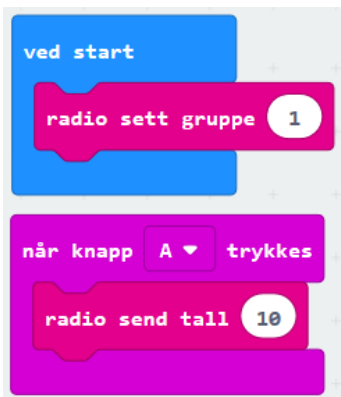 ved start
radio sett gruppe 1
når knapp A trykkes
radio send tall 10